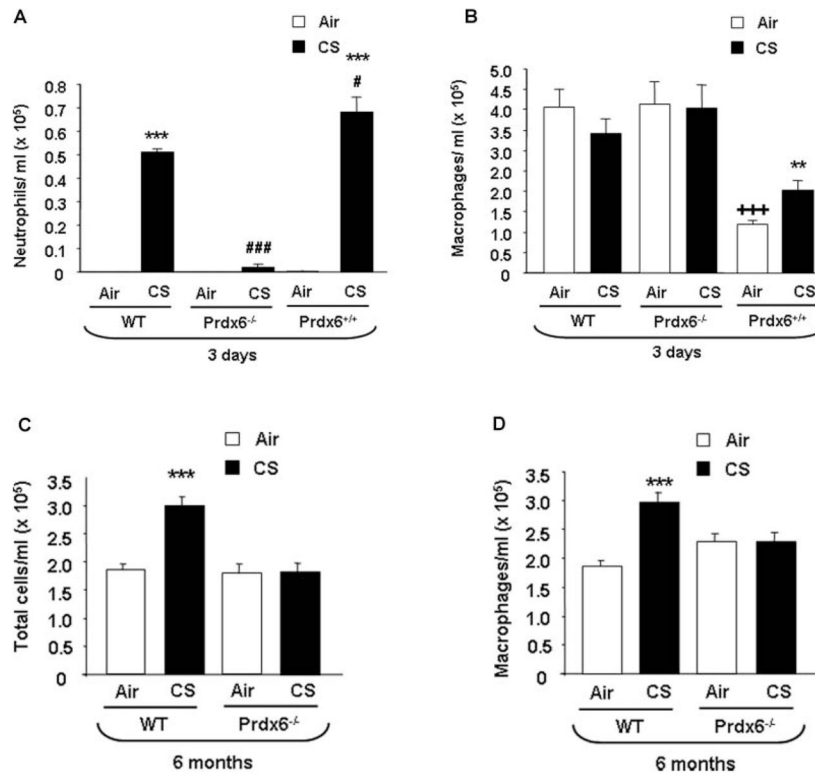 A
Air
CS
Neutrophils/ ml (x 10⁵)
0.8
0.7
0.6
0.5
0.4
0.3
0.2
0.1
0
***
###
***
#
Air CS Air CS Air CS
WT Prdx6⁻/⁻ Prdx6⁺/⁺
3 days
B
Air
CS
Macrophages/ ml (x 10⁵)
5.0
4.5
4.0
3.5
3.0
2.5
2.0
1.5
1.0
0.5
0
+++
**
Air CS Air CS Air CS
WT Prdx6⁻/⁻ Prdx6⁺/⁺
3 days
C
Air
CS
Total cells/ml (x 10⁵)
3.5
3.0
2.5
2.0
1.5
1.0
0.5
0
***
Air CS Air CS
WT Prdx6⁻/⁻
6 months
D
Air
CS
Macrophages/ml (x 10⁵)
3.5
3.0
2.5
2.0
1.5
1.0
0.5
0
***
Air CS Air CS
WT Prdx6⁻/⁻
6 months